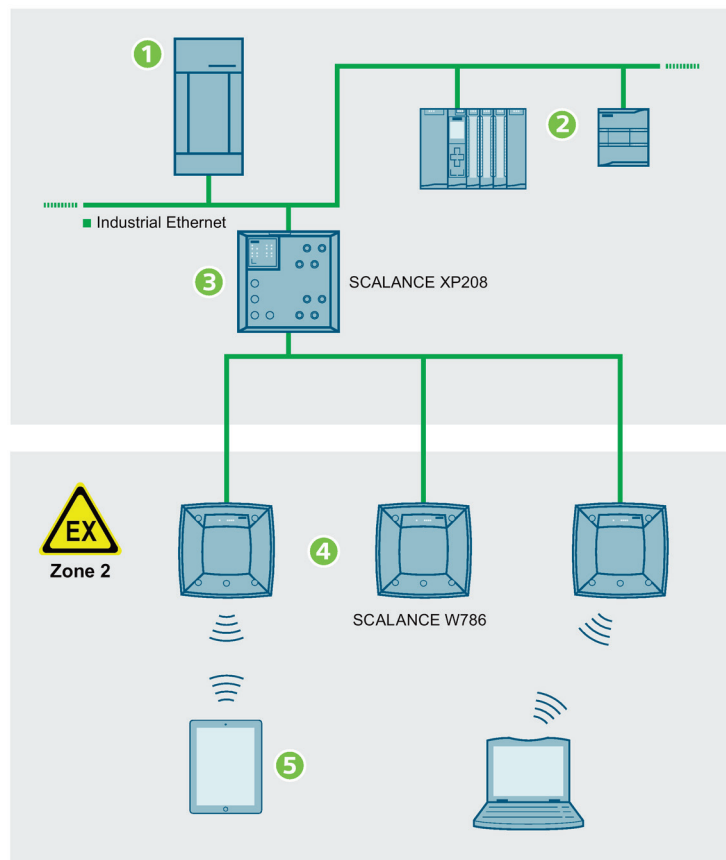 1
2
Industrial Ethernet
3
SCALANCE XP208
EX
Zone 2
4
SCALANCE W786
5